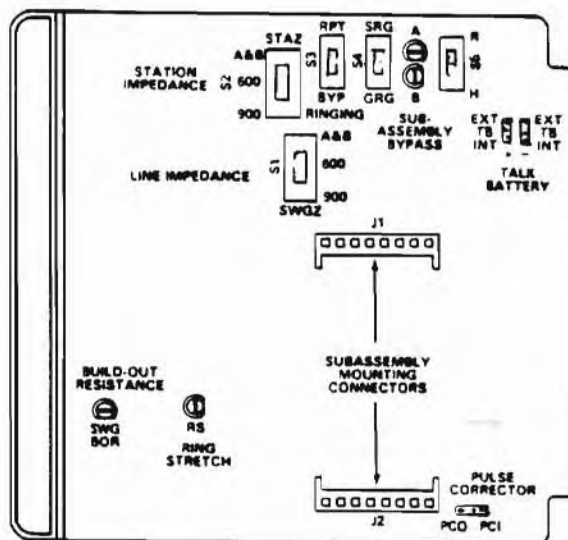 STAZ
A&B
600
900
STATION
IMPEDANCE
S2
RPT
S3
BYP
RINGING
SRG
S4
GRG
A
B
SUB-
ASSEMBLY
BYPASS
R
S5
H
EXT
TB
INT
EXT
TB
INT
+ -
TALK
BATTERY
LINE IMPEDANCE
S1
A&B
600
900
SWGZ
J1
SUBASSEMBLY
MOUNTING
CONNECTORS
BUILD-OUT
RESISTANCE
SWG
BOR
RS
RING
STRETCH
J2
PULSE
CORRECTOR
PCO PCI